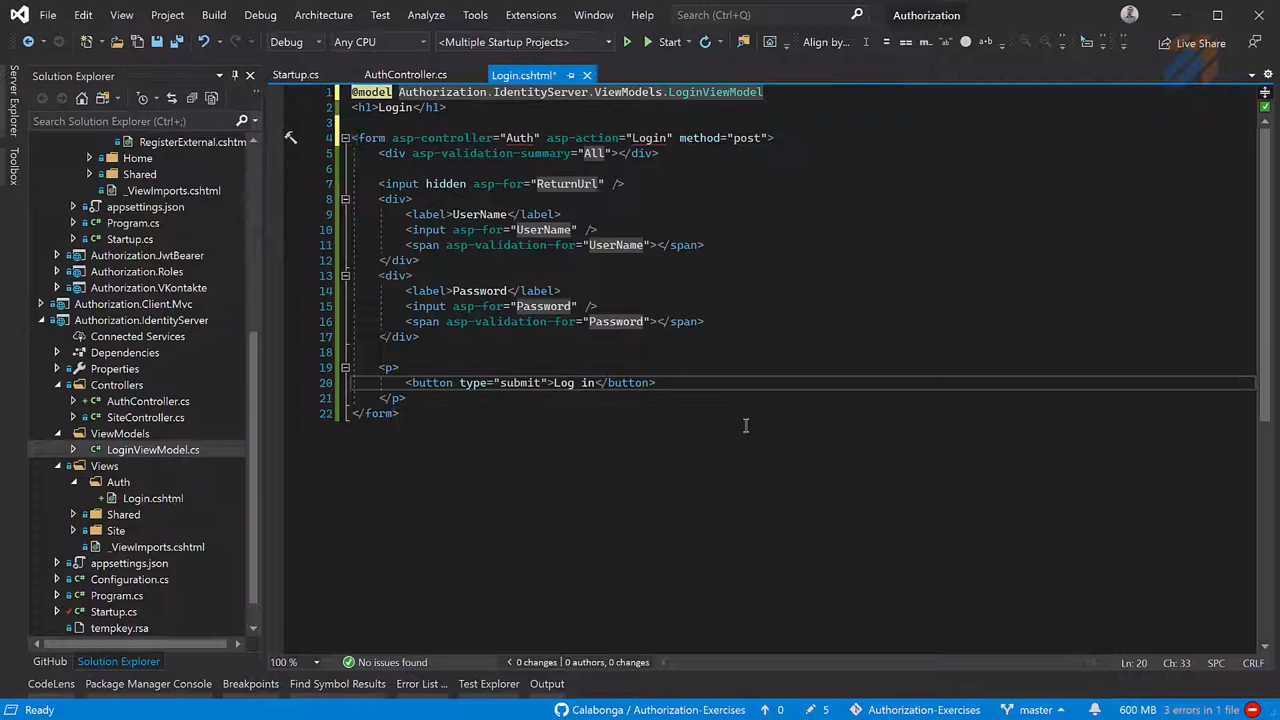 File Edit View Project Build Debug Architecture Test Analyze Tools Extensions Window Help Search (Ctrl+Q) Authorization
Debug Any CPU <Multiple Startup Projects> Start Align by... Live Share
Server Explorer
Toolbox
Solution Explorer
Search Solution Explorer (Ctrl+;)
RegisterExternal.cshtm
Home
Shared
_ViewImports.cshtml
appsettings.json
Program.cs
Startup.cs
Authorization.JwtBearer
Authorization.Roles
Authorization.VKontakte
Authorization.Client.Mvc
Authorization.IdentityServer
Connected Services
Dependencies
Properties
Controllers
AuthController.cs
SiteController.cs
ViewModels
LoginViewModel.cs
Views
Auth
Login.cshtml
Shared
Site
_ViewImports.cshtml
appsettings.json
Configuration.cs
Program.cs
Startup.cs
tempkey.rsa
GitHub Solution Explorer
Startup.cs AuthController.cs Login.cshtml*
1 @model Authorization.IdentityServer.ViewModels.LoginViewModel
2 <h1>Login</h1>
3
4 <form asp-controller="Auth" asp-action="Login" method="post">
5 <div asp-validation-summary="All"></div>
6
7 <input hidden asp-for="ReturnUrl" />
8 <div>
9 <label>UserName</label>
10 <input asp-for="UserName" />
11 <span asp-validation-for="UserName"></span>
12 </div>
13 <div>
14 <label>Password</label>
15 <input asp-for="Password" />
16 <span asp-validation-for="Password"></span>
17 </div>
18
19 <p>
20 <button type="submit">Log in</button>
21 </p>
22 </form>
100 % No issues found 0 changes | 0 authors, 0 changes Ln: 20 Ch: 33 SPC CRLF
CodeLens Package Manager Console Breakpoints Find Symbol Results Error List ... Test Explorer Output
Ready Calabonga / Authorization-Exercises 0 5 Authorization-Exercises master 600 MB 3 errors in 1 file